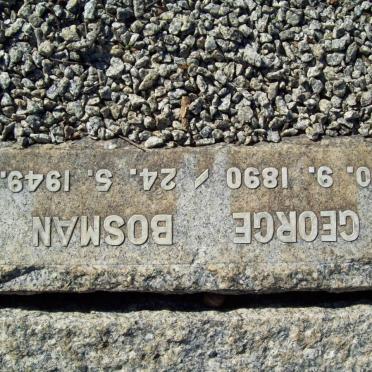 GEORGE BOSMAN
0. 9. 1890 / 24. 5. 1949.